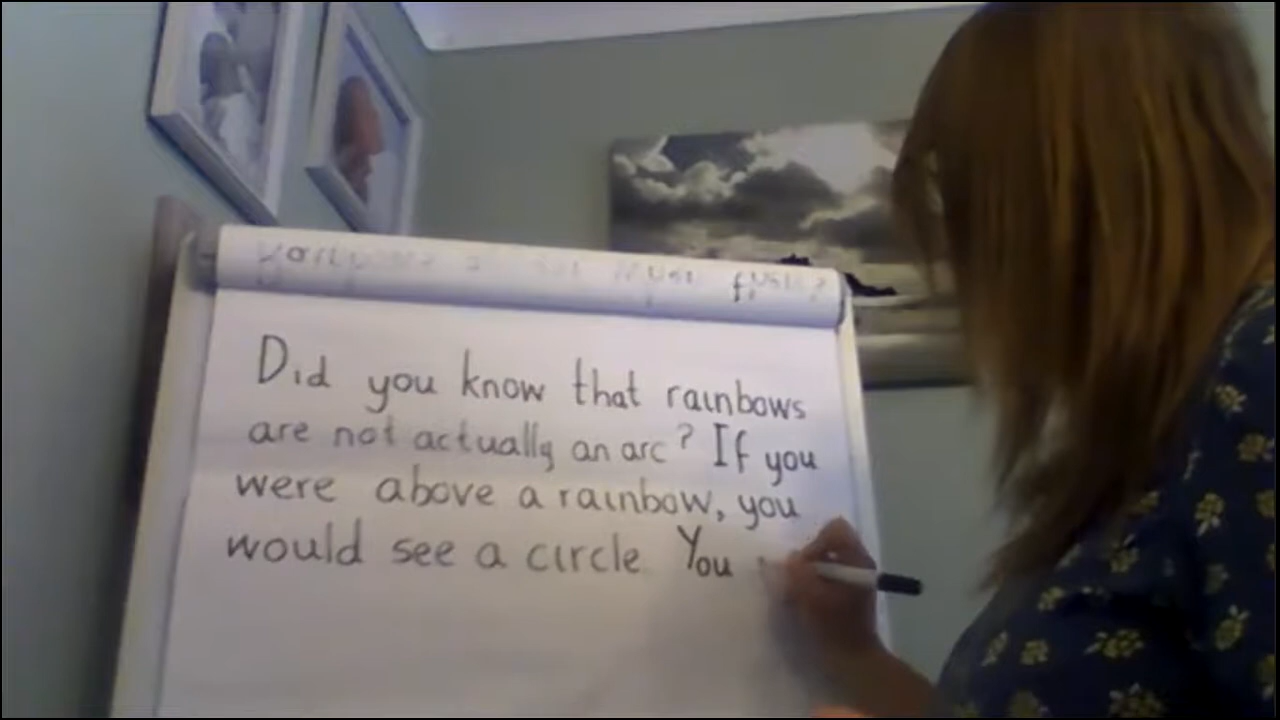 Did you know that rainbows
are not actually an arc? If you
were above a rainbow, you
would see a circle. You